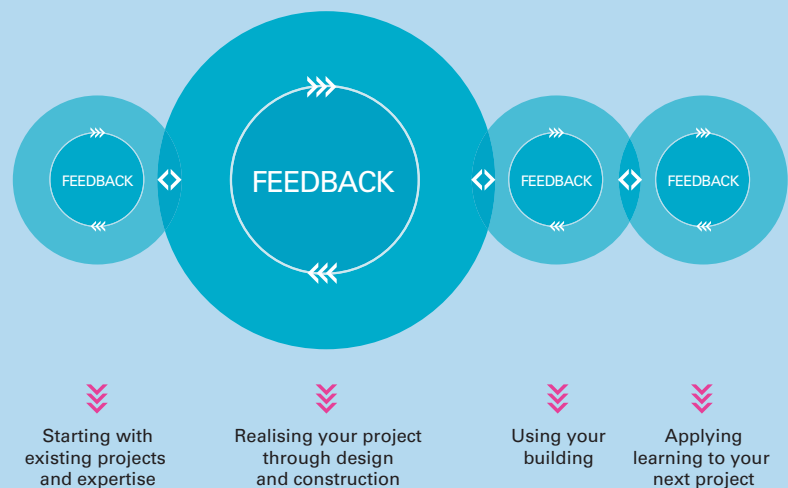 FEEDBACK
FEEDBACK
FEEDBACK
FEEDBACK
Starting with
existing projects
and expertise
Realising your project
through design
and construction
Using your
building
Applying
learning to your
next project